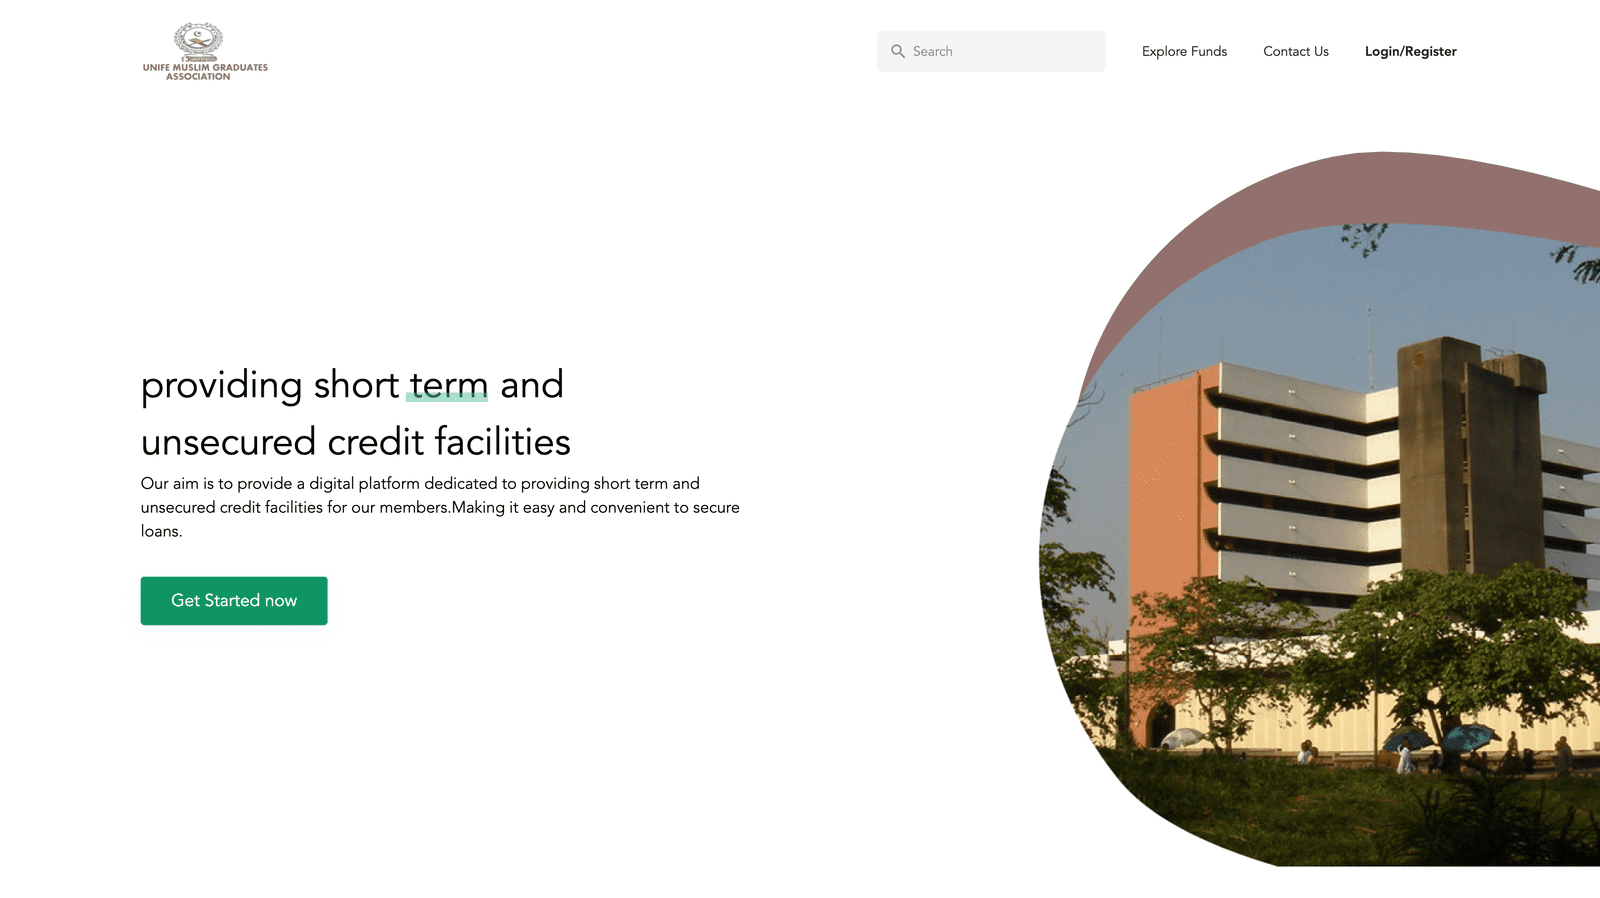 UNIFE MUSLIM GRADUATES
ASSOCIATION
Search
Explore Funds
Contact Us
Login/Register
providing short term and
unsecured credit facilities
Our aim is to provide a digital platform dedicated to providing short term and
unsecured credit facilities for our members.Making it easy and convenient to secure
loans.
Get Started now